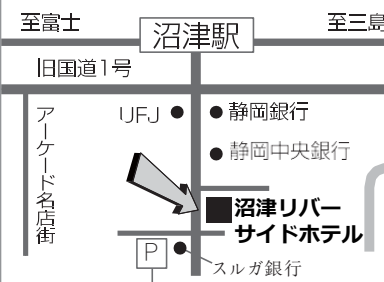 至富士
沼津駅
至三島
旧国道1号
UFJ
静岡銀行
アーケード名店街
静岡中央銀行
沼津リバー
サイドホテル
P
スルガ銀行